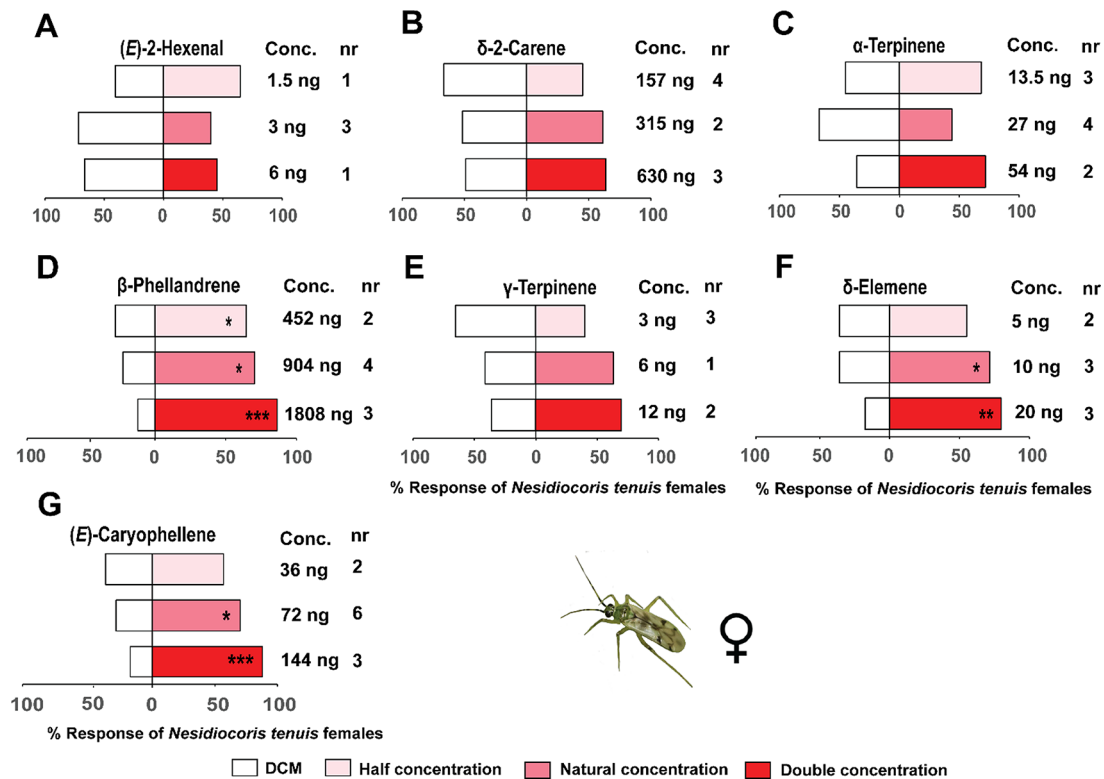 A
(E)-2-Hexenal Conc. nr
1.5 ng 1
3 ng 3
6 ng 1
100 50 0 50 100
B
δ-2-Carene Conc. nr
157 ng 4
315 ng 2
630 ng 3
100 50 0 50 100
C
α-Terpinene Conc. nr
13.5 ng 3
27 ng 4
54 ng 2
100 50 0 50 100
D
β-Phellandrene Conc. nr
* 452 ng 2
* 904 ng 4
*** 1808 ng 3
100 50 0 50 100
E
γ-Terpinene Conc. nr
3 ng 3
6 ng 1
12 ng 2
100 50 0 50 100
% Response of Nesidiocoris tenuis females
F
δ-Elemene Conc. nr
5 ng 2
* 10 ng 3
** 20 ng 3
100 50 0 50 100
% Response of Nesidiocoris tenuis females
G
(E)-Caryophellene Conc. nr
36 ng 2
* 72 ng 6
*** 144 ng 3
100 50 0 50 100
% Response of Nesidiocoris tenuis females
♀
DCM Half concentration Natural concentration Double concentration